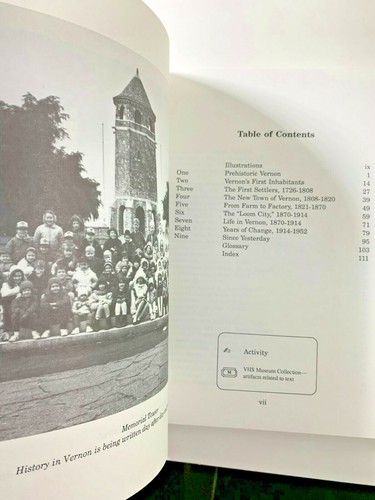 Memorial Tower
History in Vernon is being written day after day
Table of Contents
Illustrations ix
One Prehistoric Vernon 1
Two Vernon's First Inhabitants 14
Three The First Settlers, 1726-1808 27
Four The New Town of Vernon, 1808-1820 39
Five From Farm to Factory, 1821-1870 49
Six The "Loom City," 1870-1914 59
Seven Life in Vernon, 1870-1914 71
Eight Years of Change, 1914-1952 79
Nine Since Yesterday 95
Glossary 103
Index 111
Activity
VHS Museum Collection—
artifacts related to text
vii